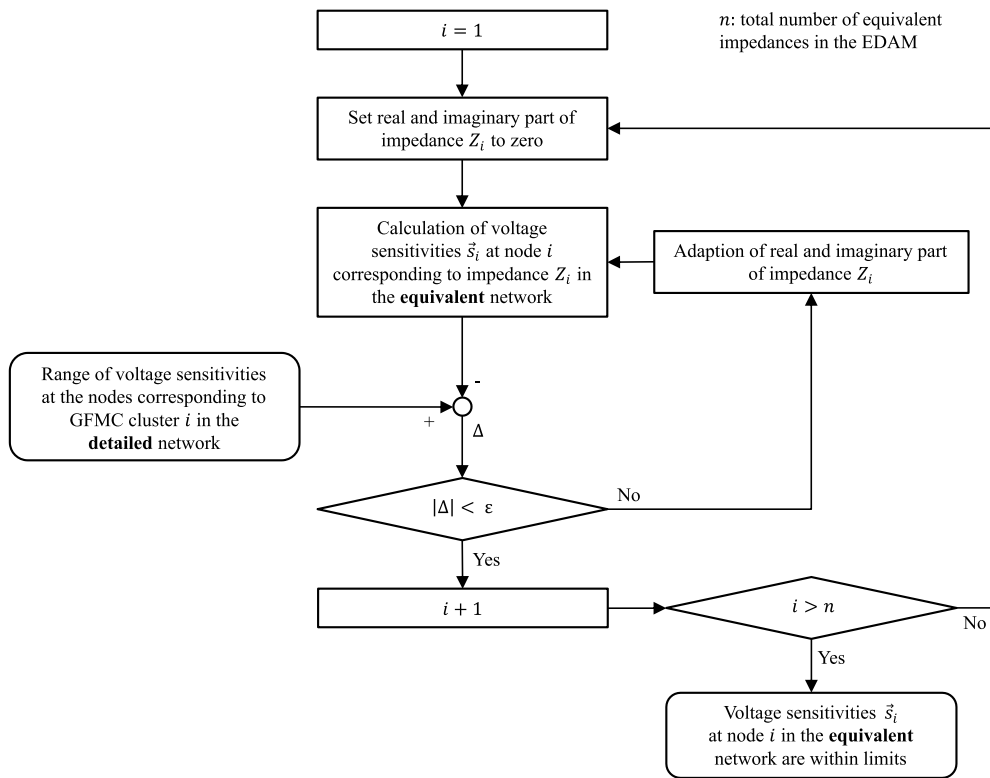 n: total number of equivalent
impedances in the EDAM
i = 1
Set real and imaginary part of
impedance Z_i to zero
Calculation of voltage
sensitivities s⃗_i at node i
corresponding to impedance Z_i in
the equivalent network
Adaption of real and imaginary part
of impedance Z_i
Range of voltage sensitivities
at the nodes corresponding to
GFMC cluster i in the
detailed network
-
+
Δ
|Δ| < ε
No
Yes
i + 1
i > n
No
Yes
Voltage sensitivities s⃗_i
at node i in the equivalent
network are within limits